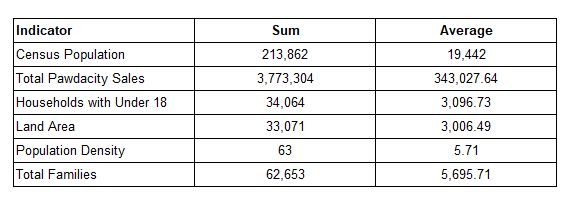 Indicator Sum Average
Census Population 213,862 19,442
Total Pawdacity Sales 3,773,304 343,027.64
Households with Under 18 34,064 3,096.73
Land Area 33,071 3,006.49
Population Density 63 5.71
Total Families 62,653 5,695.71